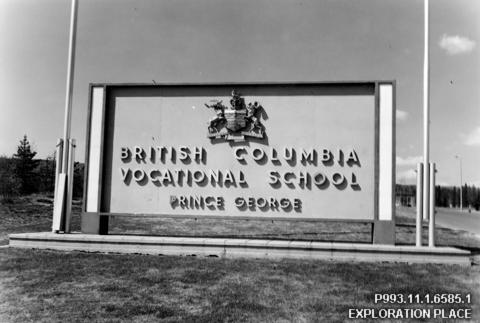 BRITISH COLUMBIA
VOCATIONAL SCHOOL
PRINCE GEORGE
P993.11.1.6585.1
EXPLORATION PLACE